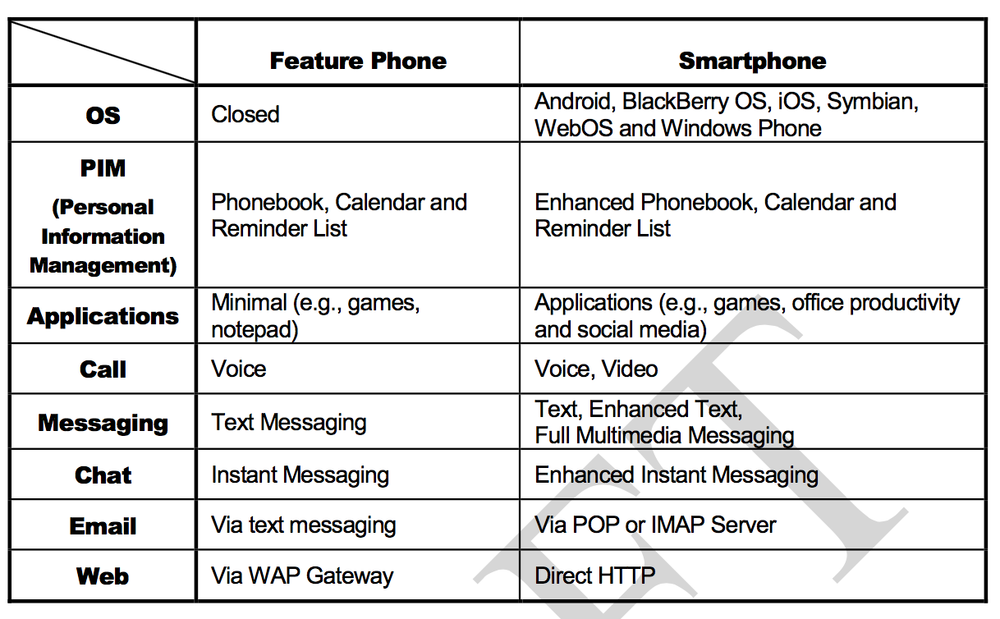 Feature Phone
Smartphone
OS
Closed
Android, BlackBerry OS, iOS, Symbian,
WebOS and Windows Phone
PIM
(Personal
Information
Management)
Phonebook, Calendar and
Reminder List
Enhanced Phonebook, Calendar and
Reminder List
Applications
Minimal (e.g., games,
notepad)
Applications (e.g., games, office productivity
and social media)
Call
Voice
Voice, Video
Messaging
Text Messaging
Text, Enhanced Text,
Full Multimedia Messaging
Chat
Instant Messaging
Enhanced Instant Messaging
Email
Via text messaging
Via POP or IMAP Server
Web
Via WAP Gateway
Direct HTTP
FT